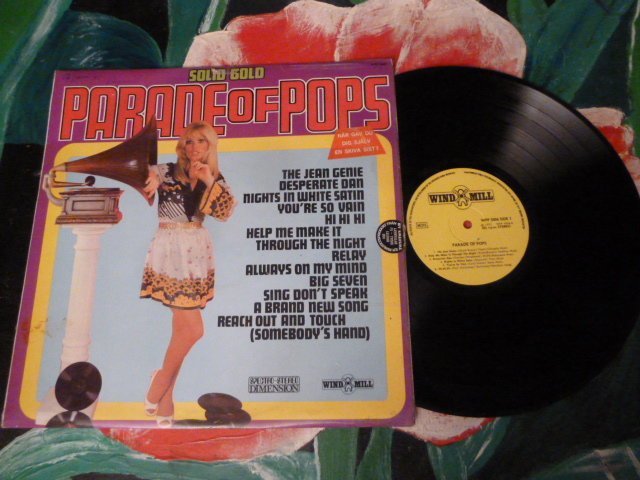 SOLID GOLD
PARADE OF POPS
NÄR GAV DU
DIG SJÄLV
EN SKIVA SIST?
THE JEAN GENIE
DESPERATE DAN
NIGHTS IN WHITE SATIN
YOU'RE SO VAIN
HI HI HI
HELP ME MAKE IT
THROUGH THE NIGHT
RELAY
ALWAYS ON MY MIND
BIG SEVEN
SING DON'T SPEAK
A BRAND NEW SONG
REACH OUT AND TOUCH
(SOMEBODY'S HAND)
SPECTRO-STEREO
DIMENSION
WIND MILL
WIND MILL
PARADE OF POPS